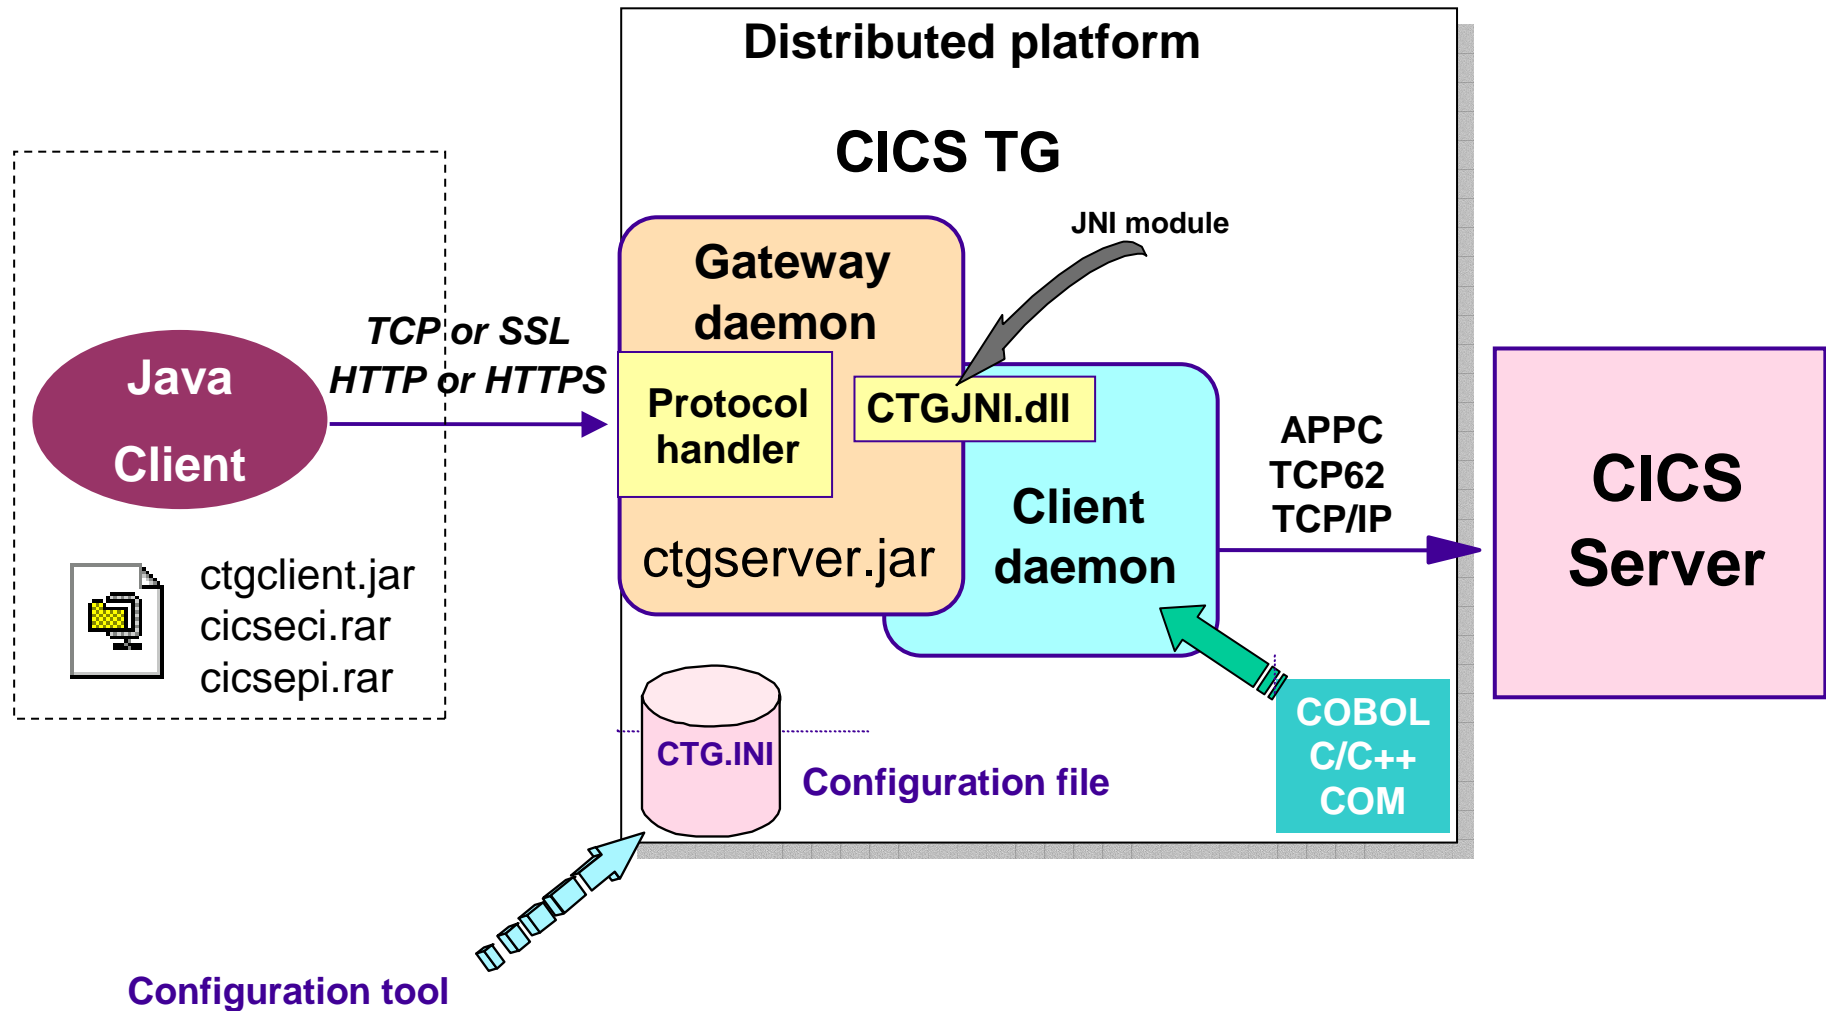 Distributed platform
CICS TG
JNI module
Gateway
daemon
TCP or SSL
HTTP or HTTPS
Java
Client
Protocol
handler
CTGJNI.dll
APPC
TCP62
TCP/IP
CICS
Server
Client
daemon
ctgserver.jar
ctgclient.jar
cicseci.rar
cicsepi.rar
COBOL
C/C++
COM
CTG.INI
Configuration file
Configuration tool